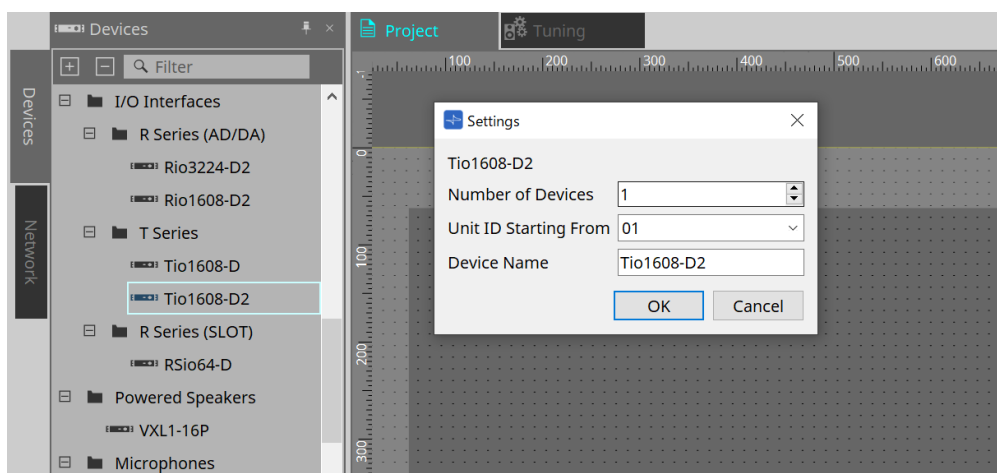 Devices
Filter
I/O Interfaces
R Series (AD/DA)
Rio3224-D2
Rio1608-D2
T Series
Tio1608-D
Tio1608-D2
R Series (SLOT)
RSio64-D
Powered Speakers
VXL1-16P
Microphones
Devices
Network
Project
Tuning
100 200 300 400 500 600
-1
0
100
200
300
Settings
Tio1608-D2
Number of Devices 1
Unit ID Starting From 01
Device Name Tio1608-D2
OK Cancel